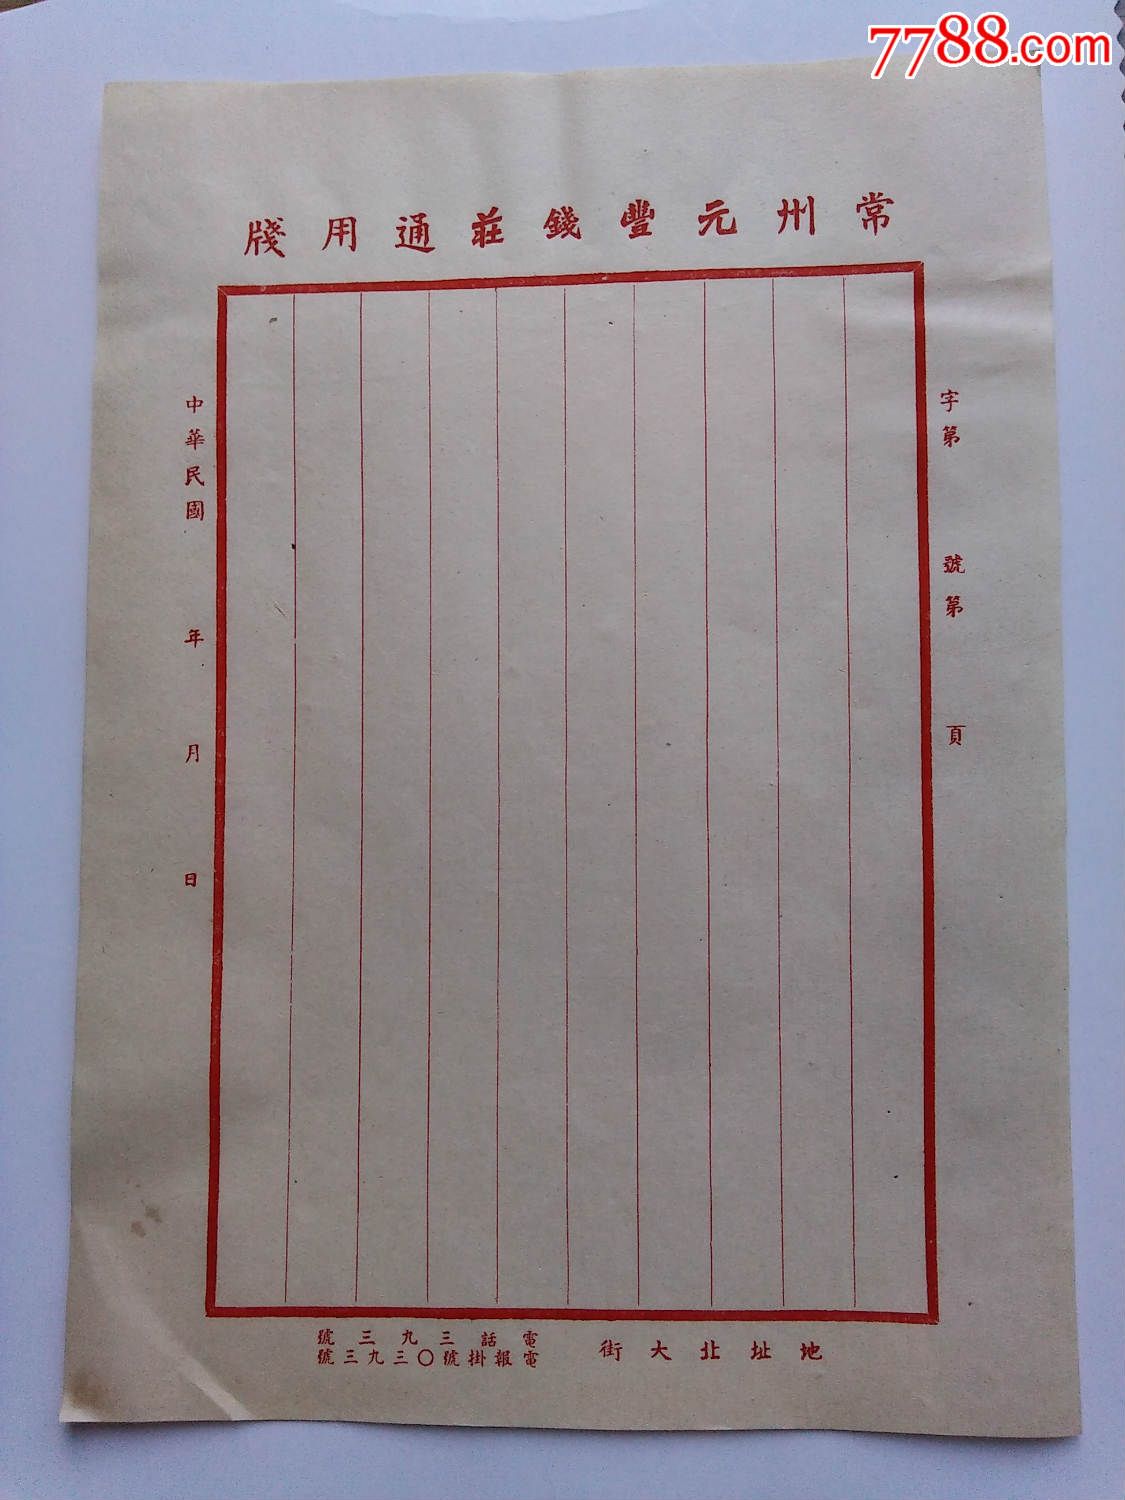 7788.com
常州元豐錢莊通用牋
字第 號第 頁
中華民國 年 月 日
地址北大街
電話三九三號
電報掛號〇三九三號